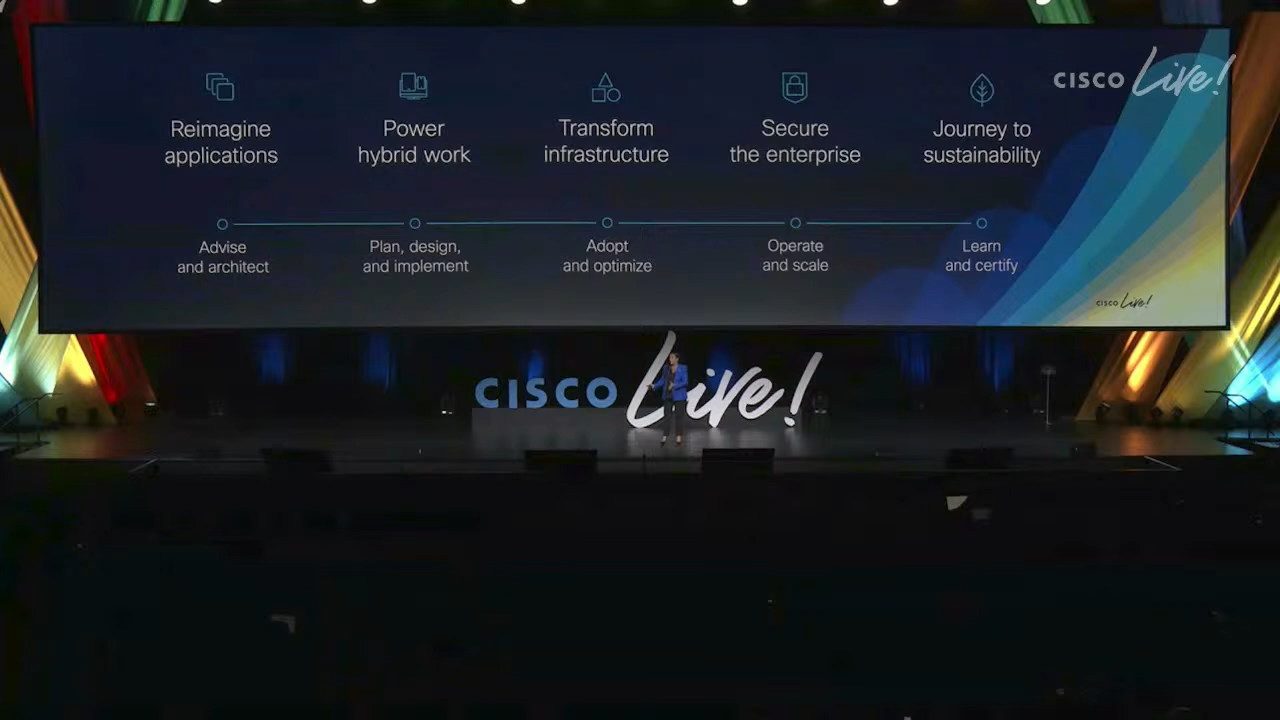 CISCO Live!
Reimagine
applications
Power
hybrid work
Transform
infrastructure
Secure
the enterprise
Journey to
sustainability
Advise
and architect
Plan, design,
and implement
Adopt
and optimize
Operate
and scale
Learn
and certify
CISCO Live!
CISCO Live!